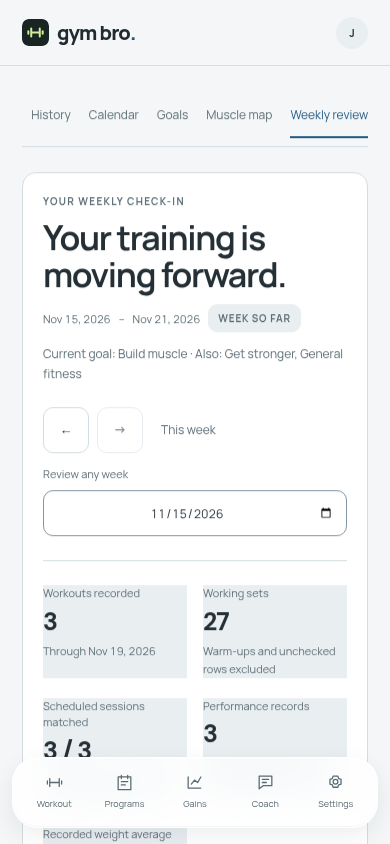 gym bro.
J
History Calendar Goals Muscle map Weekly review
YOUR WEEKLY CHECK-IN
Your training is
moving forward.
Nov 15, 2026 – Nov 21, 2026 WEEK SO FAR
Current goal: Build muscle · Also: Get stronger, General
fitness
← → This week
Review any week
11/15/2026
Workouts recorded
3
Through Nov 19, 2026
Working sets
27
Warm-ups and unchecked
rows excluded
Scheduled sessions
matched
3 / 3
Performance records
3
Recorded weight average
Workout Programs Gains Coach Settings